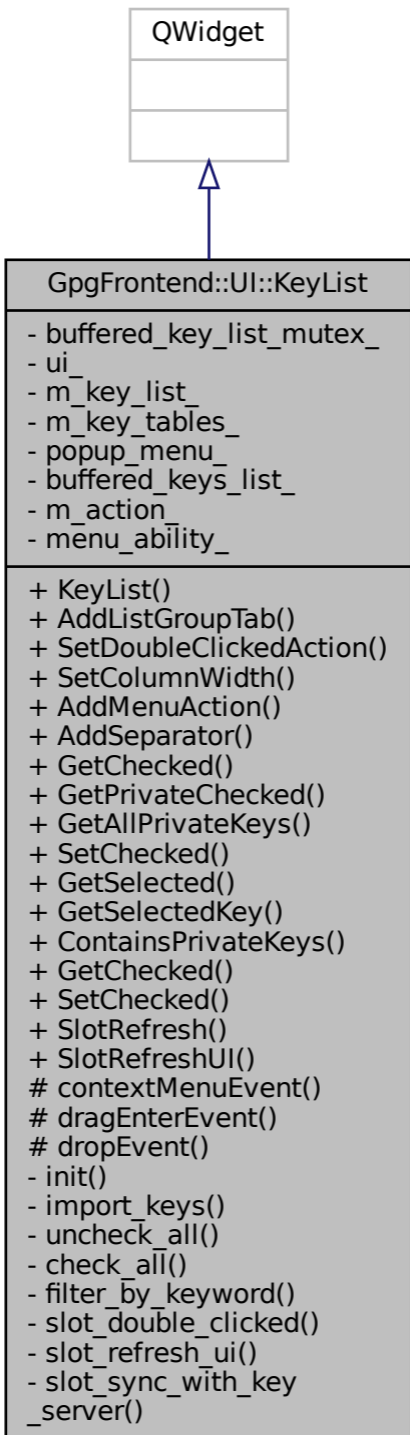 QWidget
GpgFrontend::UI::KeyList
- buffered_key_list_mutex_
- ui_
- m_key_list_
- m_key_tables_
- popup_menu_
- buffered_keys_list_
- m_action_
- menu_ability_
+ KeyList()
+ AddListGroupTab()
+ SetDoubleClickedAction()
+ SetColumnWidth()
+ AddMenuAction()
+ AddSeparator()
+ GetChecked()
+ GetPrivateChecked()
+ GetAllPrivateKeys()
+ SetChecked()
+ GetSelected()
+ GetSelectedKey()
+ ContainsPrivateKeys()
+ GetChecked()
+ SetChecked()
+ SlotRefresh()
+ SlotRefreshUI()
# contextMenuEvent()
# dragEnterEvent()
# dropEvent()
- init()
- import_keys()
- uncheck_all()
- check_all()
- filter_by_keyword()
- slot_double_clicked()
- slot_refresh_ui()
- slot_sync_with_key
_server()